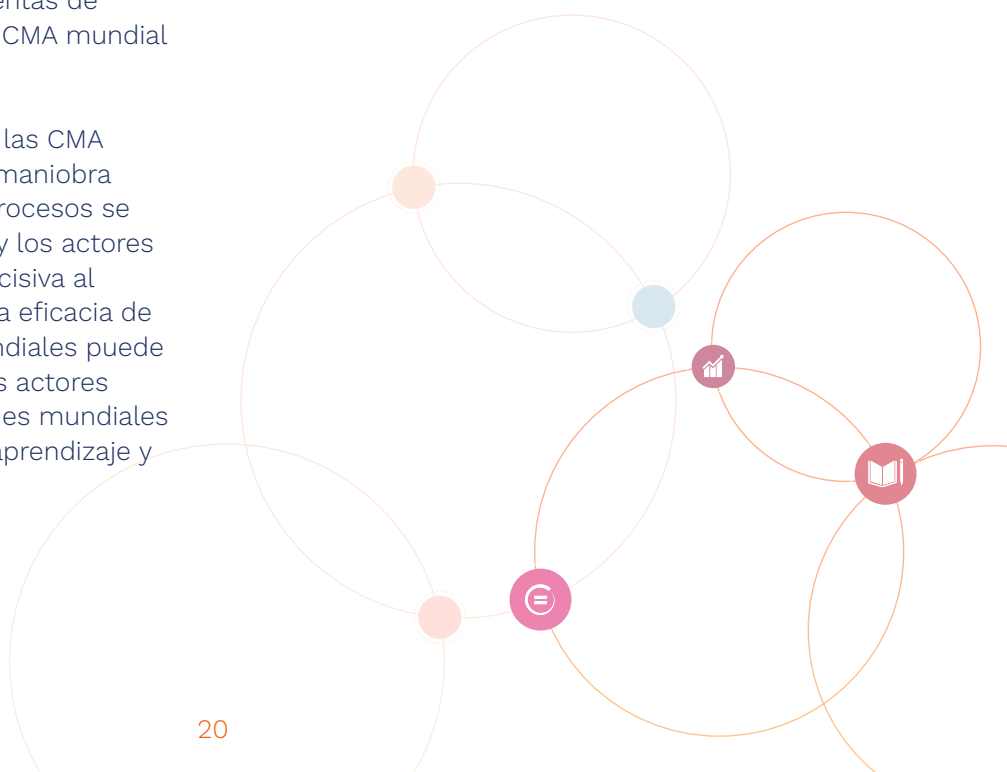 CMA mundial
las CMA
maniobra
rocesos se
y los actores
cisiva al
a eficacia de
ndiales puede
s actores
es mundiales
aprendizaje y
20